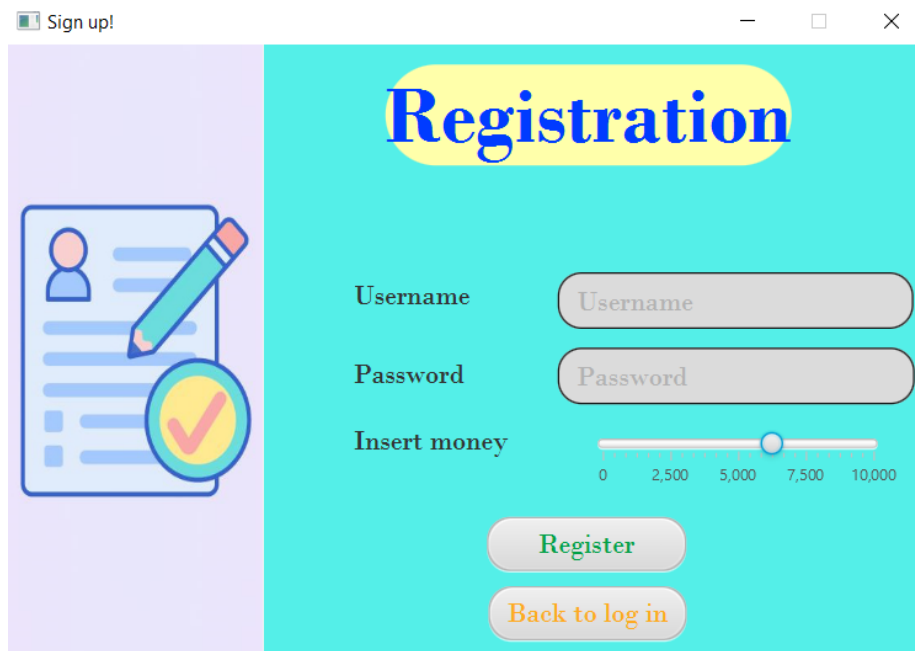 Sign up!
Registration
Username Username
Password Password
Insert money
0 2,500 5,000 7,500 10,000
Register
Back to log in